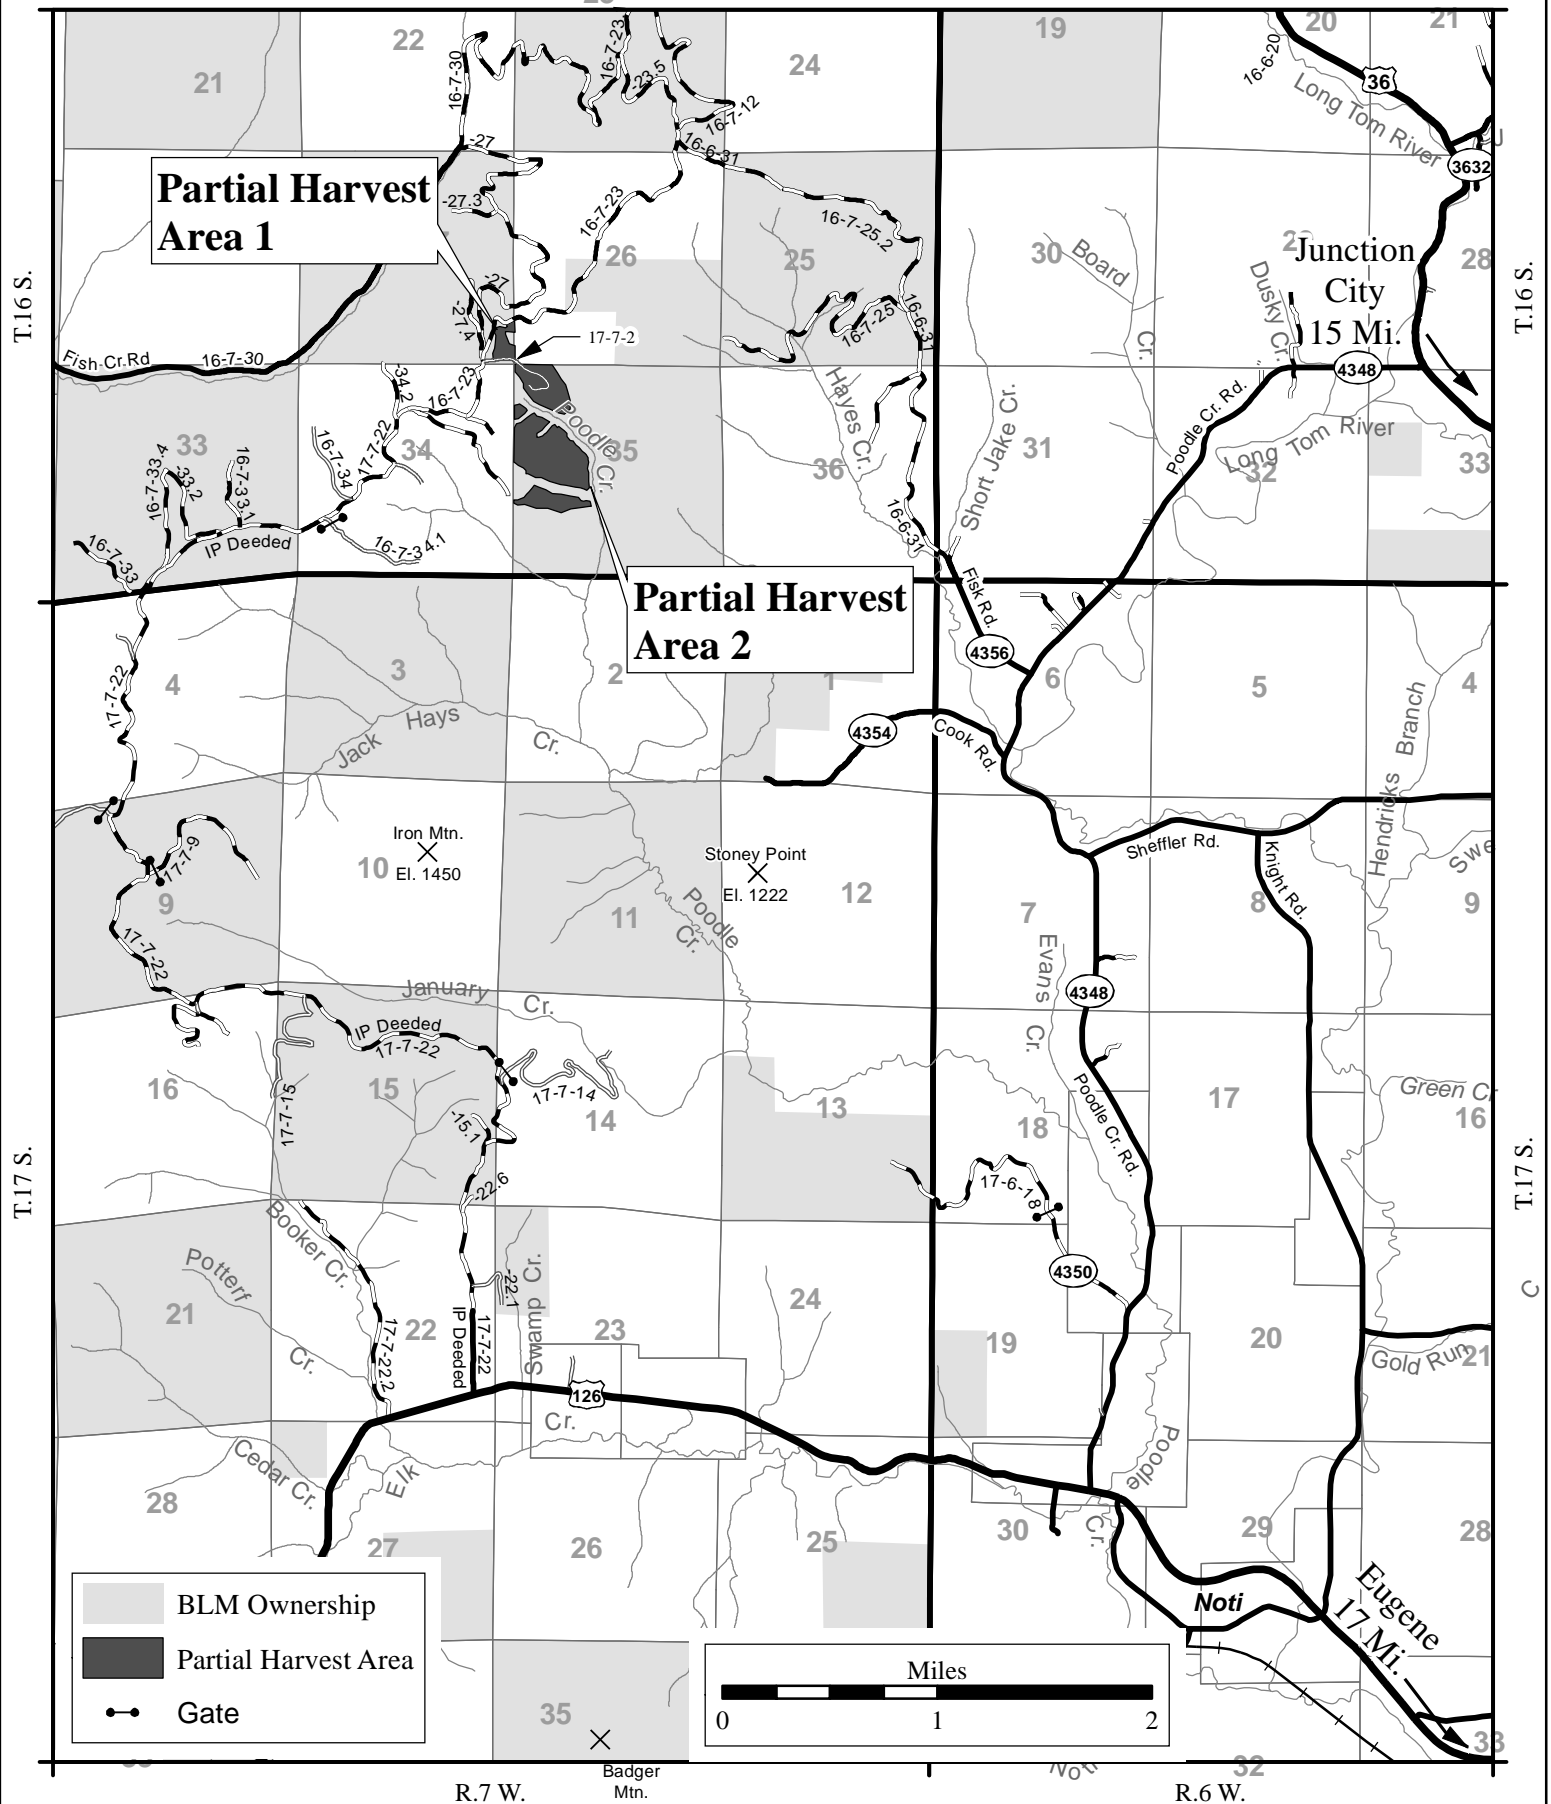 22
19
20
21
21
24
16-7-30
16-7-23
-23.5
16-7-12
16-6-20
36
Long Tom River
-27
16-6-31
3632
Partial Harvest
Area 1
-27.3
16-7-23
16-7-25.2
26
25
30
Board
Cr.
Dusky Cr.
Junction
City
15 Mi.
28
T.16 S.
T.16 S.
-27
-27.4
16-7-25
16-6-31
17-7-2
Fish Cr.Rd
16-7-30
4348
-34.2
16-7-23
Hayes Cr.
Short Jake Cr.
Poodle Cr. Rd.
Long Tom River
33
34
35
36
31
32
33
Poodle Cr.
16-7-33.4
-33.2
16-7-33.1
16-7-34
17-7-22
16-6-31
IP Deeded
16-7-34.1
16-7-33
Partial Harvest
Area 2
Fisk Rd.
4356
4
3
2
1
6
5
4
17-7-22
Jack Hays Cr.
4354
Cook Rd.
Hendricks Branch
Iron Mtn.
El. 1450
Stoney Point
El. 1222
Sheffler Rd.
Knight Rd.
Swe
17-7-9
9
10
11
12
7
8
9
Poodle
Cr.
17-7-22
January Cr.
Evans Cr.
4348
IP Deeded
17-7-22
16
15
14
13
18
17
16
17-7-15
17-7-14
-15.1
Poodle Cr. Rd.
Green Cr
T.17 S.
T.17 S.
-22.6
17-6-18
Booker Cr.
Potterf
Cr.
4350
-22.1
Swamp Cr.
C
21
22
23
24
19
20
21
17-7-22.2
IP Deeded
17-7-22
Gold Run
126
Cr.
Cedar Cr.
Elk
Poodle
Cr.
28
27
26
25
30
29
28
Noti
Eugene
17 Mi.
BLM Ownership
Partial Harvest Area
Gate
35
Miles
0 1 2
33
32
Badger
Mtn.
R.7 W.
R.6 W.